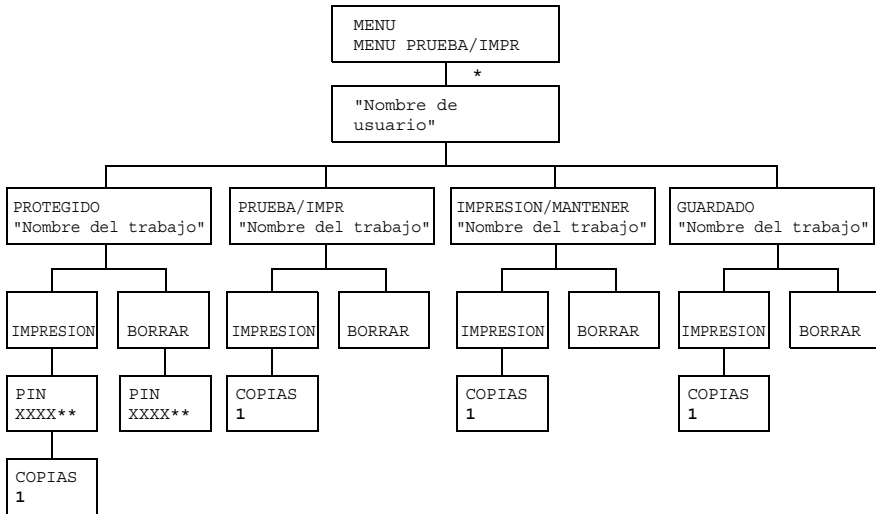 MENU
MENU PRUEBA/IMPR
*
"Nombre de
usuario"
PROTEGIDO
"Nombre del trabajo"
PRUEBA/IMPR
"Nombre del trabajo"
IMPRESION/MANTENER
"Nombre del trabajo"
GUARDADO
"Nombre del trabajo"
IMPRESION
BORRAR
IMPRESION
BORRAR
IMPRESION
BORRAR
IMPRESION
BORRAR
PIN
XXXX**
PIN
XXXX**
COPIAS
1
COPIAS
1
COPIAS
1
COPIAS
1